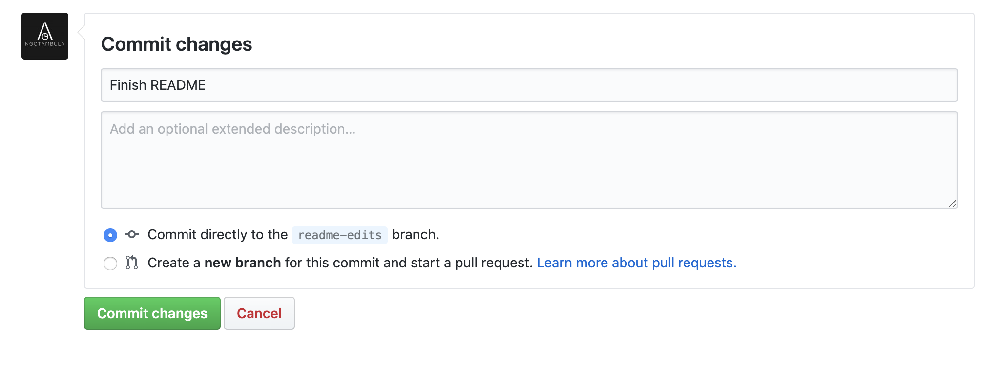 NOCTAMBULA
Commit changes
Finish README
Add an optional extended description...
Commit directly to the readme-edits branch.
Create a new branch for this commit and start a pull request. Learn more about pull requests.
Commit changes Cancel